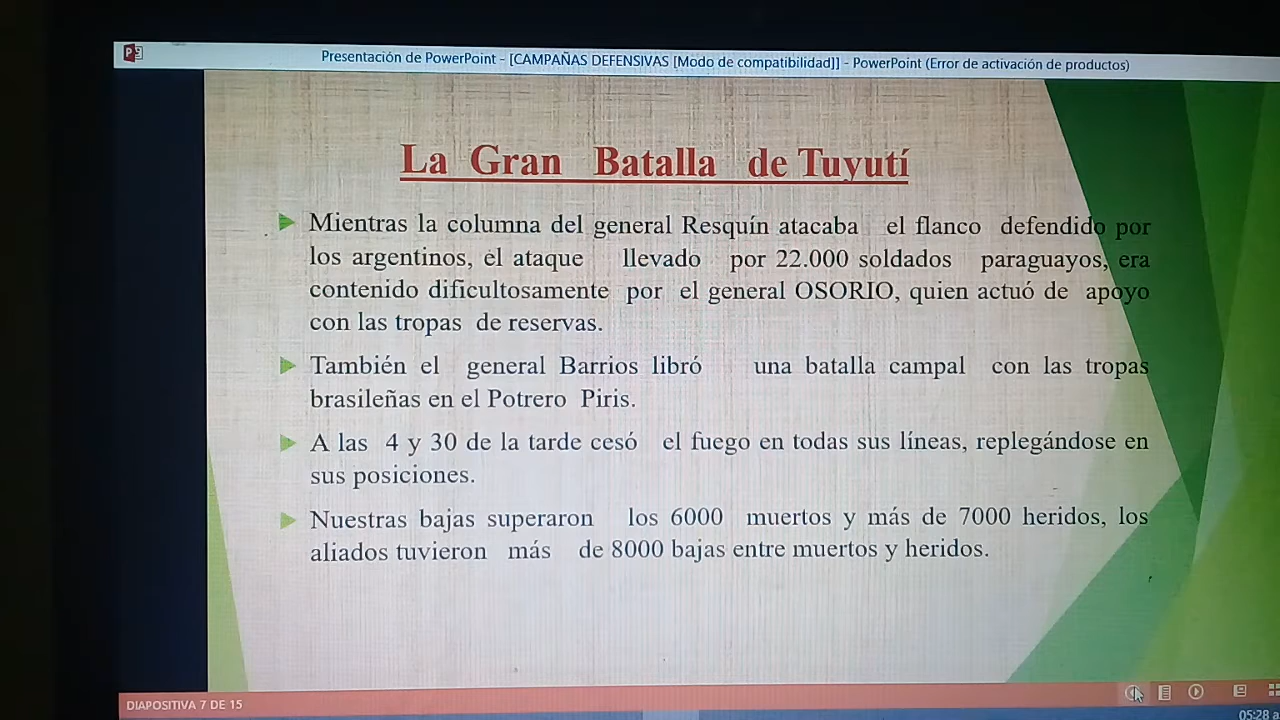 Presentación de PowerPoint - [CAMPAÑAS DEFENSIVAS [Modo de compatibilidad]] - PowerPoint (Error de activación de productos)
La Gran Batalla de Tuyutí
Mientras la columna del general Resquín atacaba el flanco defendido por
los argentinos, el ataque llevado por 22.000 soldados paraguayos, era
contenido dificultosamente por el general OSORIO, quien actuó de apoyo
con las tropas de reservas.
También el general Barrios libró una batalla campal con las tropas
brasileñas en el Potrero Piris.
A las 4 y 30 de la tarde cesó el fuego en todas sus líneas, replegándose en
sus posiciones.
Nuestras bajas superaron los 6000 muertos y más de 7000 heridos, los
aliados tuvieron más de 8000 bajas entre muertos y heridos.
DIAPOSITIVA 7 DE 15
05:28 a